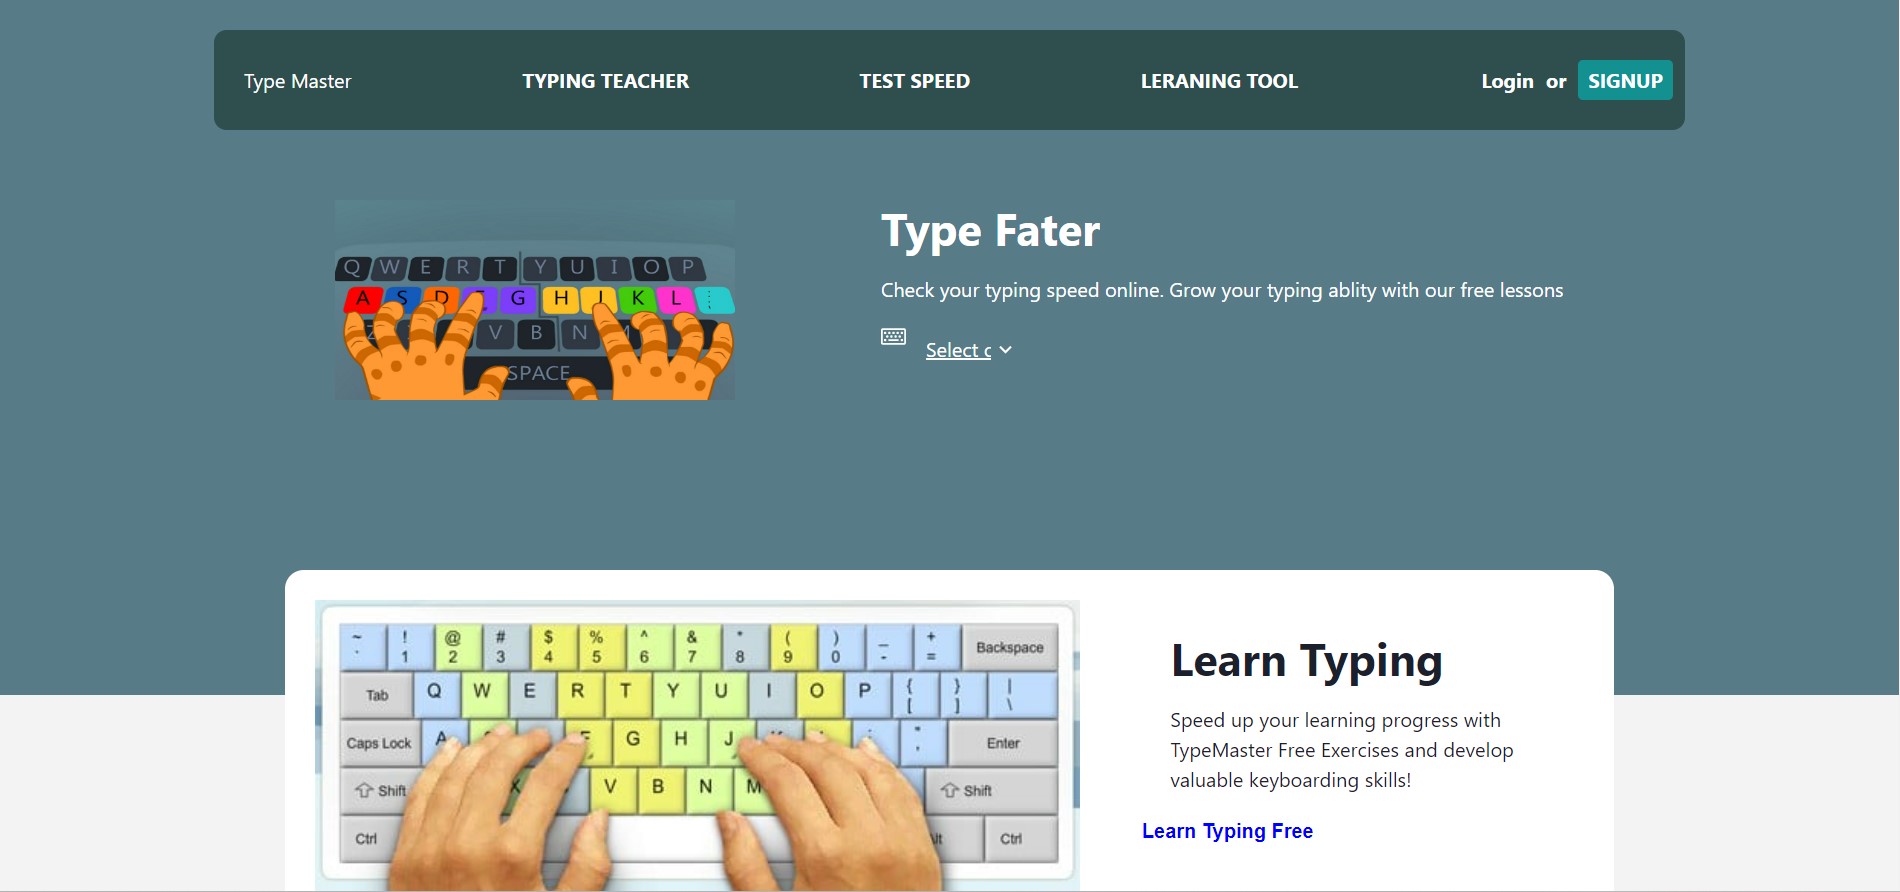 Type Master TYPING TEACHER TEST SPEED LERANING TOOL Login or SIGNUP
Type Fater
Check your typing speed online. Grow your typing ablity with our free lessons
Select
Q W E R T Y U I O P
A S D G H J K L ;
Z V B N M
SPACE
Learn Typing
Speed up your learning progress with
TypeMaster Free Exercises and develop
valuable keyboarding skills!
Learn Typing Free
~ ! @ # $ % ^ & * ( ) _ +
` 1 2 3 4 5 6 7 8 9 0 - = Backspace
Tab Q W E R T Y U I O P { [ } ] | \
Caps Lock A F G H J K : ; " ' Enter
Shift X V B N M Shift
Ctrl Alt Ctrl